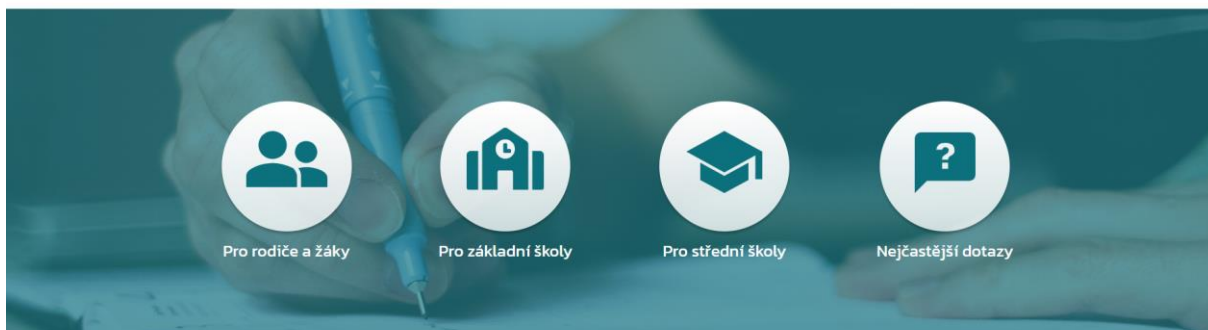 Pro rodiče a žáky
Pro základní školy
Pro střední školy
?
Nejčastější dotazy